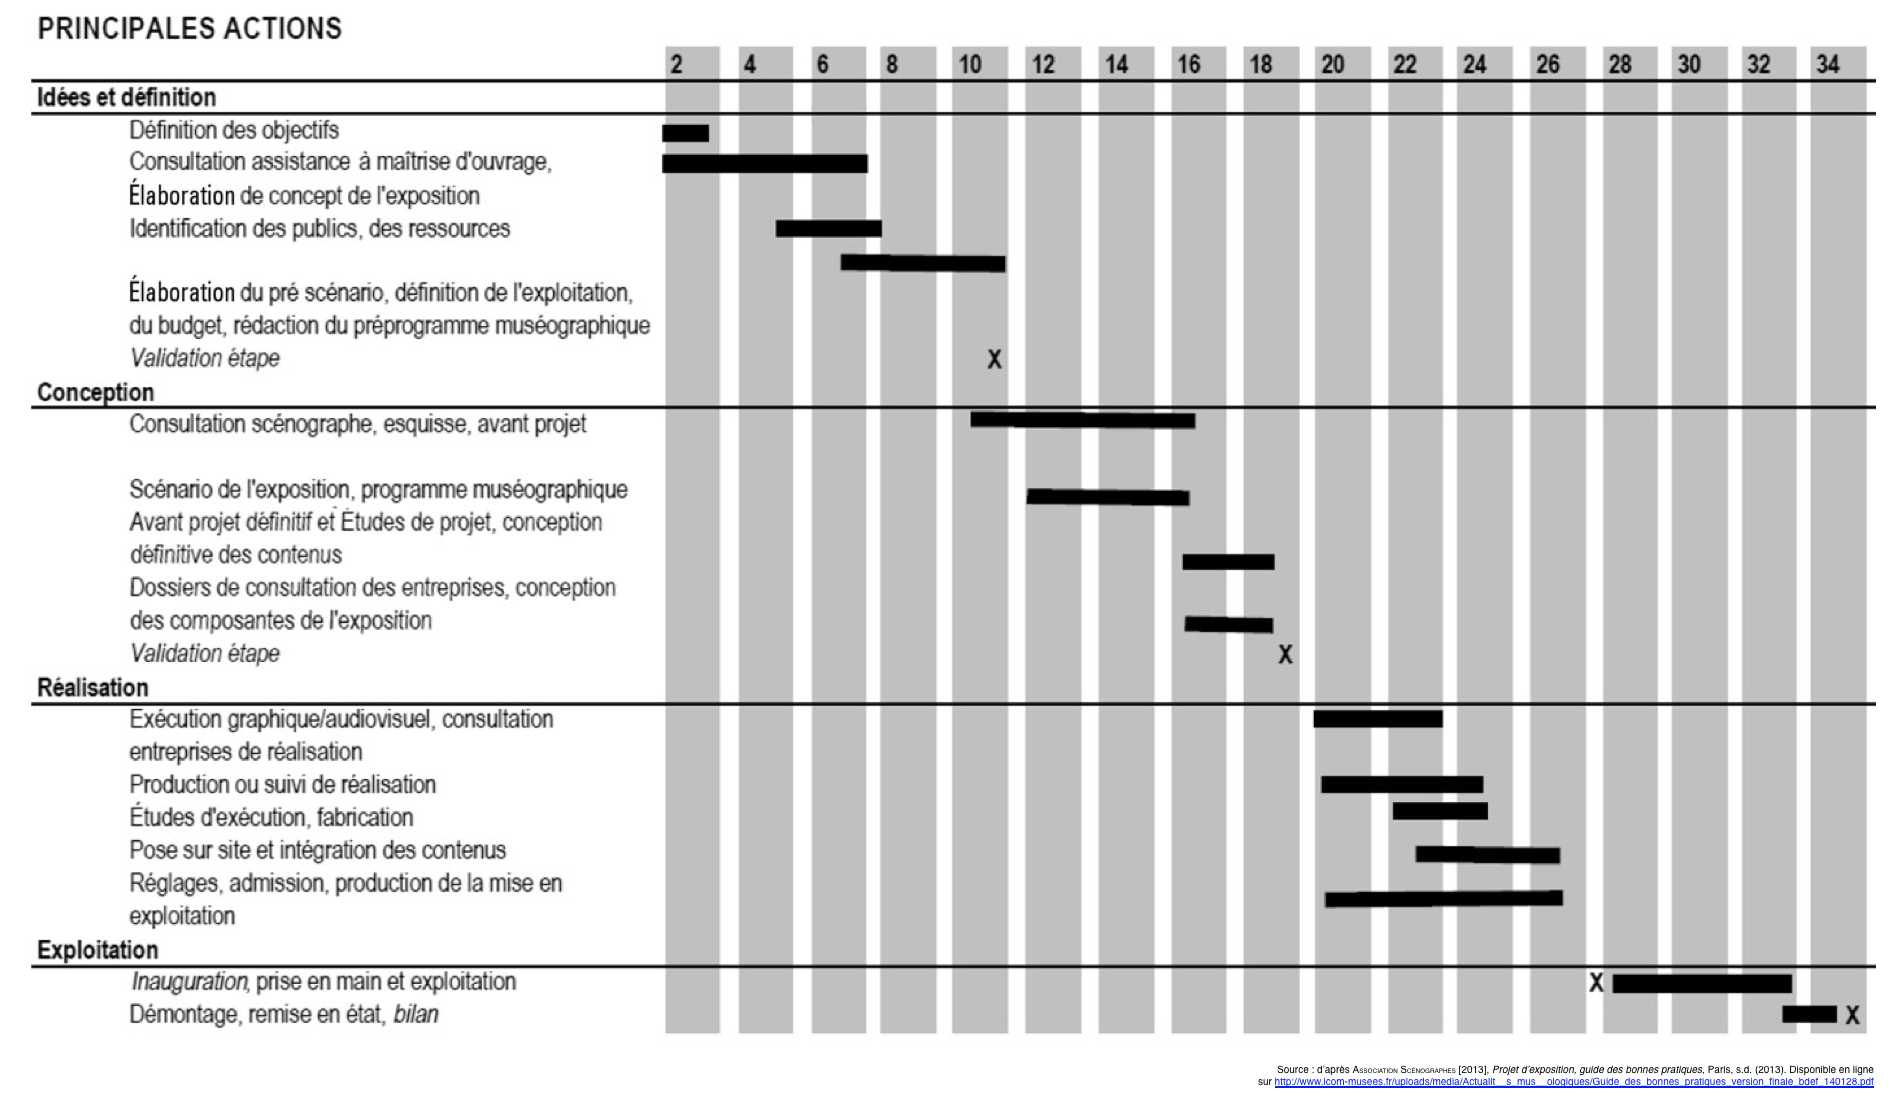 PRINCIPALES ACTIONS
2 4 6 8 10 12 14 16 18 20 22 24 26 28 30 32 34
Idées et définition
Définition des objectifs
Consultation assistance à maîtrise d'ouvrage,
Élaboration de concept de l'exposition
Identification des publics, des ressources
Élaboration du pré scénario, définition de l'exploitation,
du budget, rédaction du préprogramme muséographique
Validation étape X
Conception
Consultation scénographe, esquisse, avant projet
Scénario de l'exposition, programme muséographique
Avant projet définitif et Études de projet, conception
définitive des contenus
Dossiers de consultation des entreprises, conception
des composantes de l'exposition
Validation étape X
Réalisation
Exécution graphique/audiovisuel, consultation
entreprises de réalisation
Production ou suivi de réalisation
Études d'exécution, fabrication
Pose sur site et intégration des contenus
Réglages, admission, production de la mise en
exploitation
Exploitation
Inauguration, prise en main et exploitation X
Démontage, remise en état, bilan X
Source : d'après Association Scénographes [2013], Projet d'exposition, guide des bonnes pratiques, Paris, s.d. (2013). Disponible en ligne
sur http://www.icom-musees.fr/uploads/media/Actualit__s_mus__ologiques/Guide_des_bonnes_pratiques_version_finale_bdef_140128.pdf